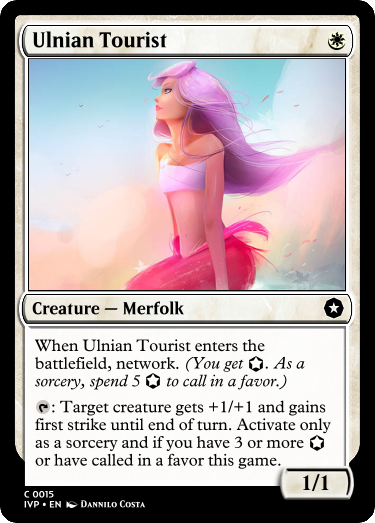 Ulnian Tourist
Creature — Merfolk
When Ulnian Tourist enters the
battlefield, network. (You get . As a
sorcery, spend 5 to call in a favor.)
: Target creature gets +1/+1 and gains
first strike until end of turn. Activate only
as a sorcery and if you have 3 or more
or have called in a favor this game.
1/1
C 0015
IVP • EN Dannilo Costa